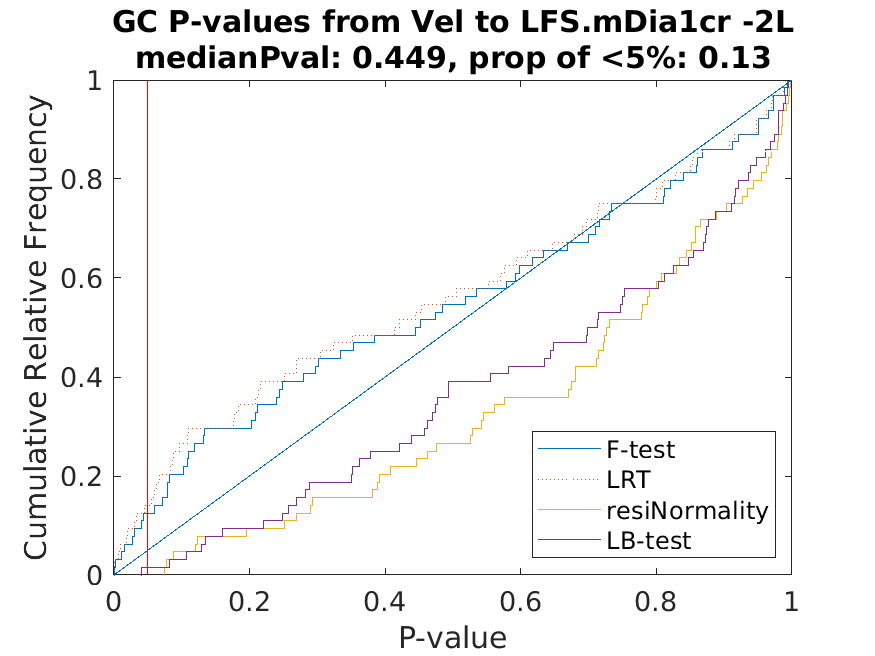 GC P-values from Vel to LFS.mDia1cr -2L
medianPval: 0.449, prop of <5%: 0.13
Cumulative Relative Frequency
1
0.8
0.6
0.4
0.2
0
0
0.2
0.4
0.6
0.8
1
P-value
F-test
LRT
resiNormality
LB-test